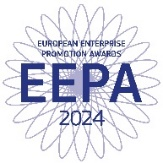 EUROPEAN ENTERPRISE
PROMOTION AWARDS
EEPA
2024